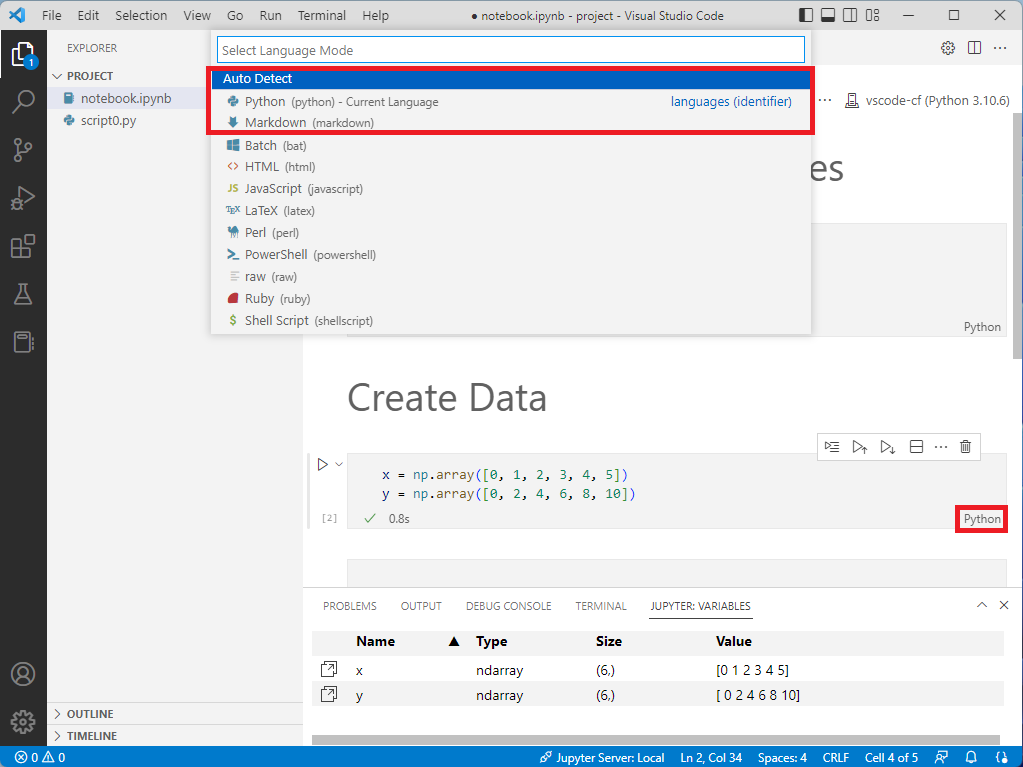 File Edit Selection View Go Run Terminal Help ● notebook.ipynb - project - Visual Studio Code
EXPLORER
PROJECT
notebook.ipynb
script0.py
OUTLINE
TIMELINE
1
Select Language Mode
Auto Detect
Python (python) - Current Language languages (identifier)
Markdown (markdown)
Batch (bat)
HTML (html)
JS JavaScript (javascript)
TEX LaTeX (latex)
Perl (perl)
PowerShell (powershell)
raw (raw)
Ruby (ruby)
$ Shell Script (shellscript)
··· vscode-cf (Python 3.10.6)
es
Python
Create Data
x = np.array([0, 1, 2, 3, 4, 5])
y = np.array([0, 2, 4, 6, 8, 10])
[2] ✓ 0.8s Python
PROBLEMS OUTPUT DEBUG CONSOLE TERMINAL JUPYTER: VARIABLES
Name ▲ Type Size Value
x ndarray (6,) [0 1 2 3 4 5]
y ndarray (6,) [ 0 2 4 6 8 10]
0 0 Jupyter Server: Local Ln 2, Col 34 Spaces: 4 CRLF Cell 4 of 5